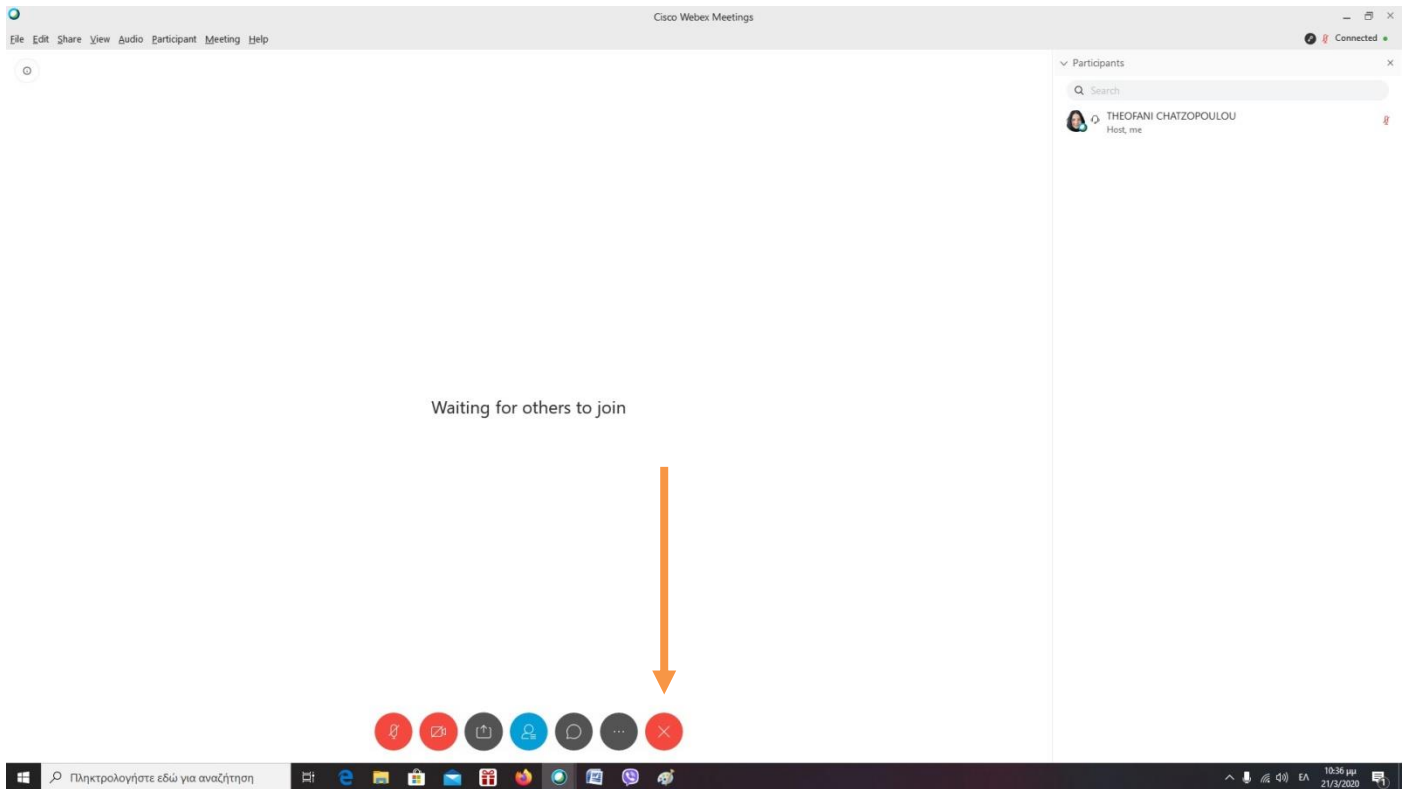 Cisco Webex Meetings
File Edit Share View Audio Participant Meeting Help
Connected
Participants
Search
THEOFANI CHATZOPOULOU
Host, me
Waiting for others to join
Πληκτρολογήστε εδώ για αναζήτηση
ΕΛ
10:36 μμ
21/3/2020
1